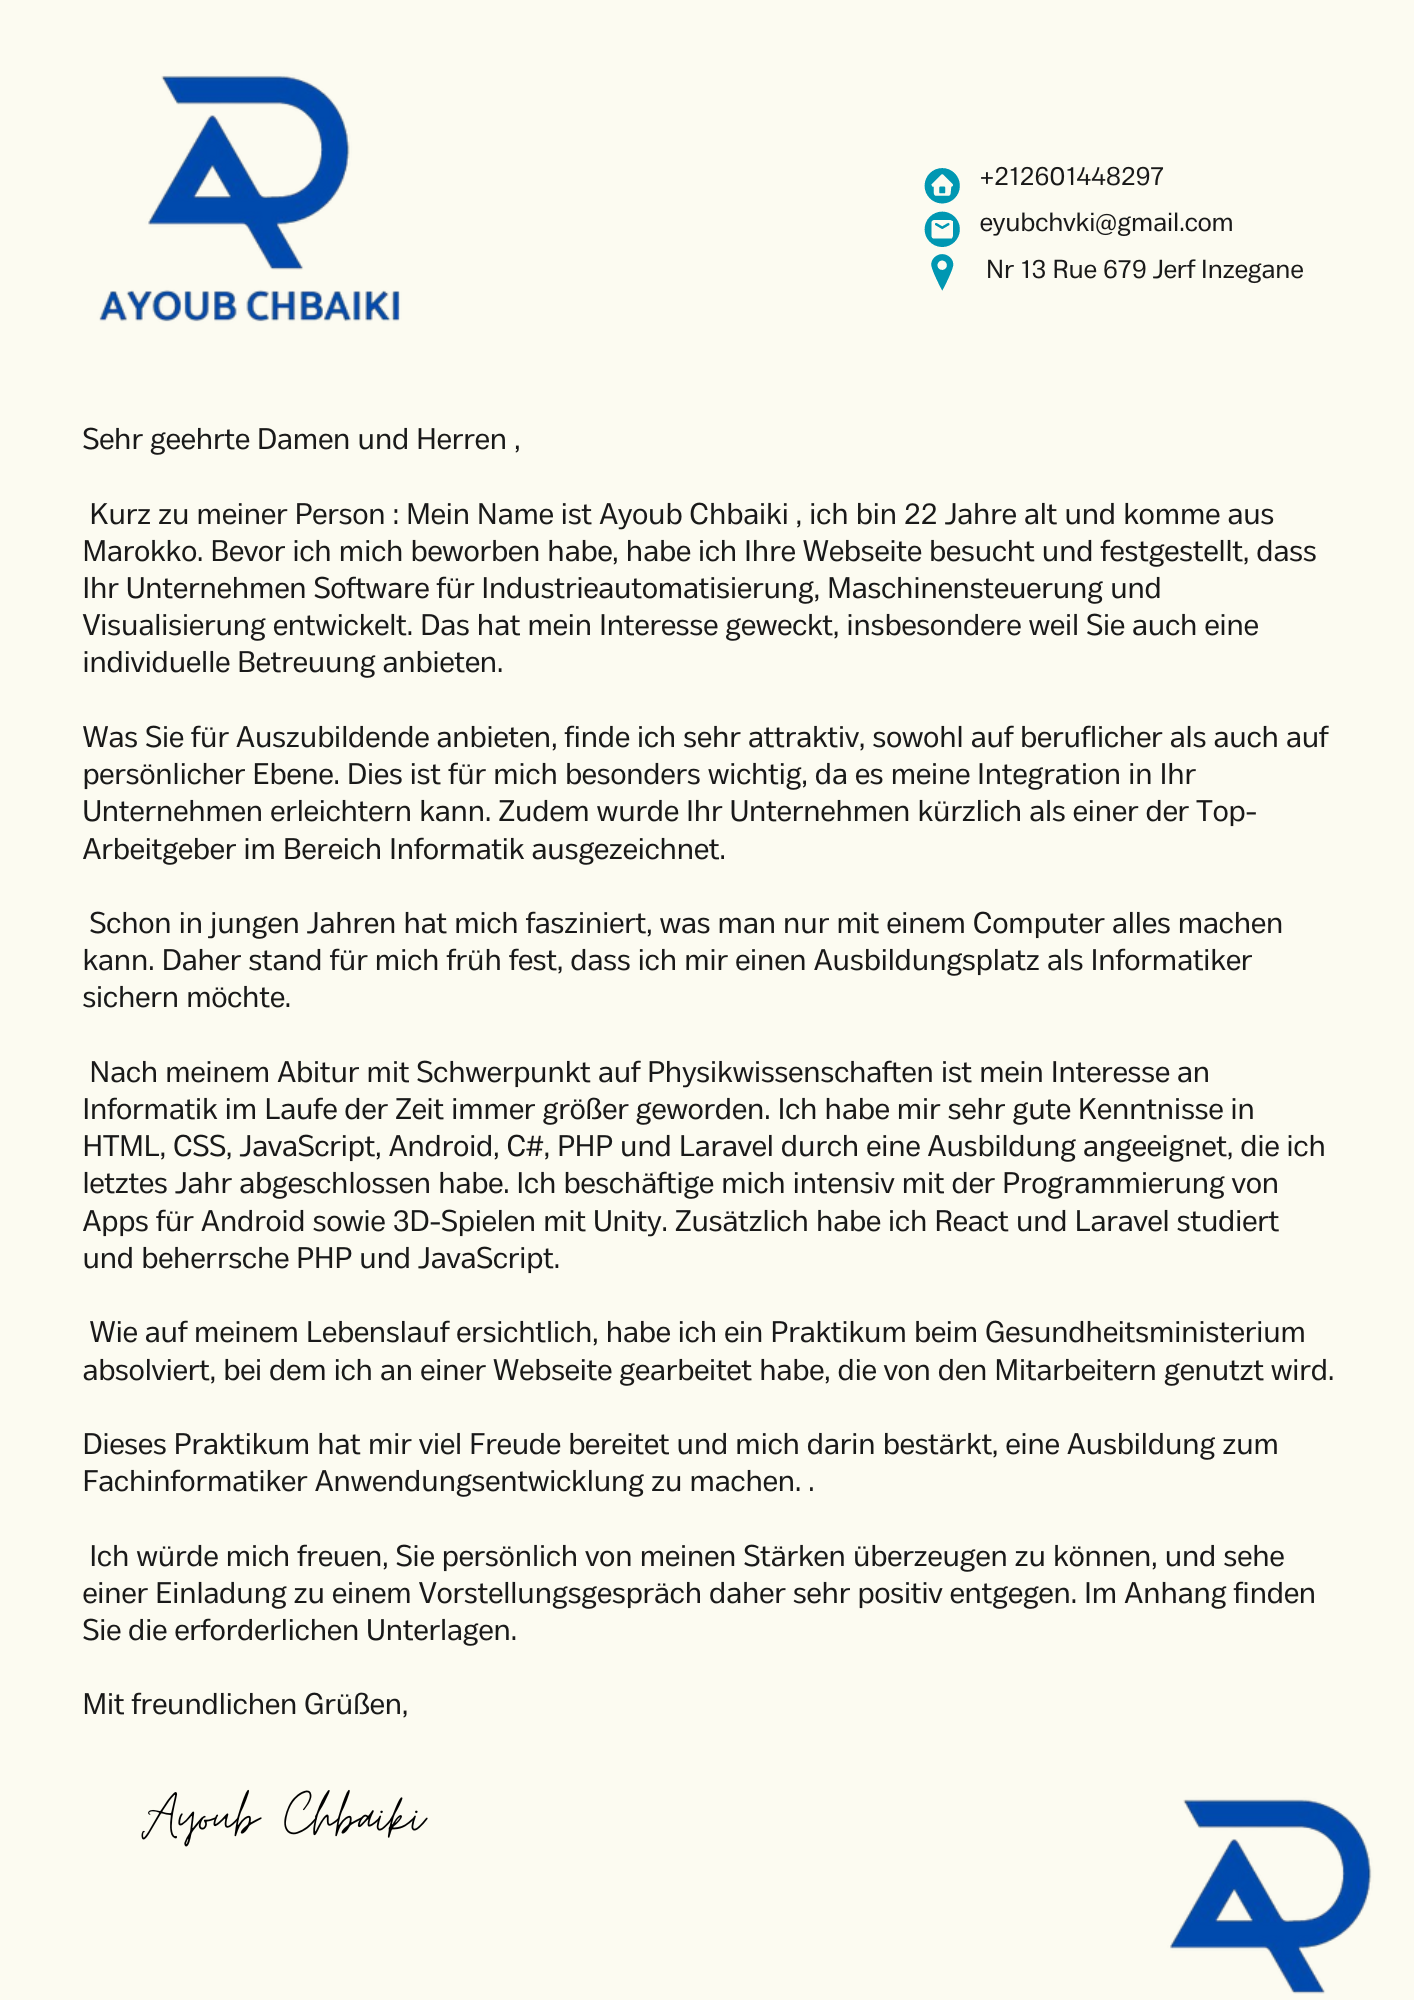 AYOUB CHBAIKI
+212601448297
eyubchvki@gmail.com
Nr 13 Rue 679 Jerf Inzegane
Sehr geehrte Damen und Herren ,
Kurz zu meiner Person : Mein Name ist Ayoub Chbaiki , ich bin 22 Jahre alt und komme aus
Marokko. Bevor ich mich beworben habe, habe ich Ihre Webseite besucht und festgestellt, dass
Ihr Unternehmen Software für Industrieautomatisierung, Maschinensteuerung und
Visualisierung entwickelt. Das hat mein Interesse geweckt, insbesondere weil Sie auch eine
individuelle Betreuung anbieten.
Was Sie für Auszubildende anbieten, finde ich sehr attraktiv, sowohl auf beruflicher als auch auf
persönlicher Ebene. Dies ist für mich besonders wichtig, da es meine Integration in Ihr
Unternehmen erleichtern kann. Zudem wurde Ihr Unternehmen kürzlich als einer der Top-
Arbeitgeber im Bereich Informatik ausgezeichnet.
Schon in jungen Jahren hat mich fasziniert, was man nur mit einem Computer alles machen
kann. Daher stand für mich früh fest, dass ich mir einen Ausbildungsplatz als Informatiker
sichern möchte.
Nach meinem Abitur mit Schwerpunkt auf Physikwissenschaften ist mein Interesse an
Informatik im Laufe der Zeit immer größer geworden. Ich habe mir sehr gute Kenntnisse in
HTML, CSS, JavaScript, Android, C#, PHP und Laravel durch eine Ausbildung angeeignet, die ich
letztes Jahr abgeschlossen habe. Ich beschäftige mich intensiv mit der Programmierung von
Apps für Android sowie 3D-Spielen mit Unity. Zusätzlich habe ich React und Laravel studiert
und beherrsche PHP und JavaScript.
Wie auf meinem Lebenslauf ersichtlich, habe ich ein Praktikum beim Gesundheitsministerium
absolviert, bei dem ich an einer Webseite gearbeitet habe, die von den Mitarbeitern genutzt wird.
Dieses Praktikum hat mir viel Freude bereitet und mich darin bestärkt, eine Ausbildung zum
Fachinformatiker Anwendungsentwicklung zu machen. .
Ich würde mich freuen, Sie persönlich von meinen Stärken überzeugen zu können, und sehe
einer Einladung zu einem Vorstellungsgespräch daher sehr positiv entgegen. Im Anhang finden
Sie die erforderlichen Unterlagen.
Mit freundlichen Grüßen,
Ayoub Chbaiki